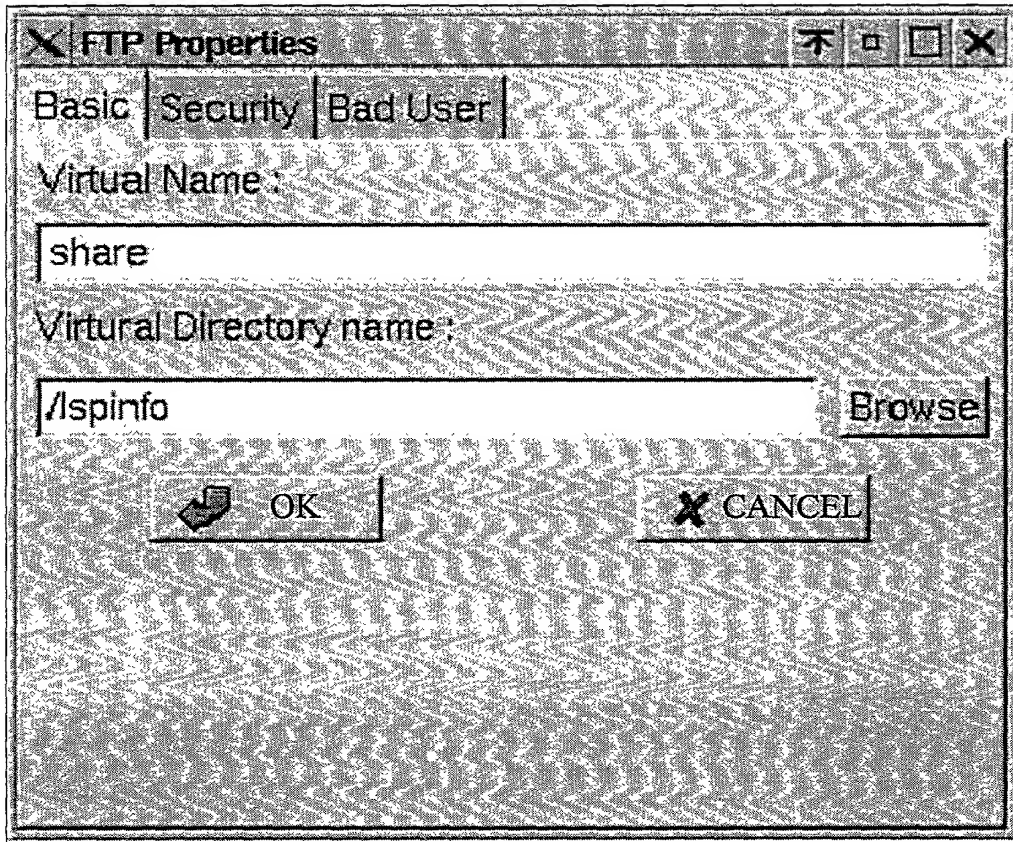 FTP Properties
Basic Security Bad User
Virtual Name :
share
Virtural Directory name :
/lspinfo Browse
OK CANCEL